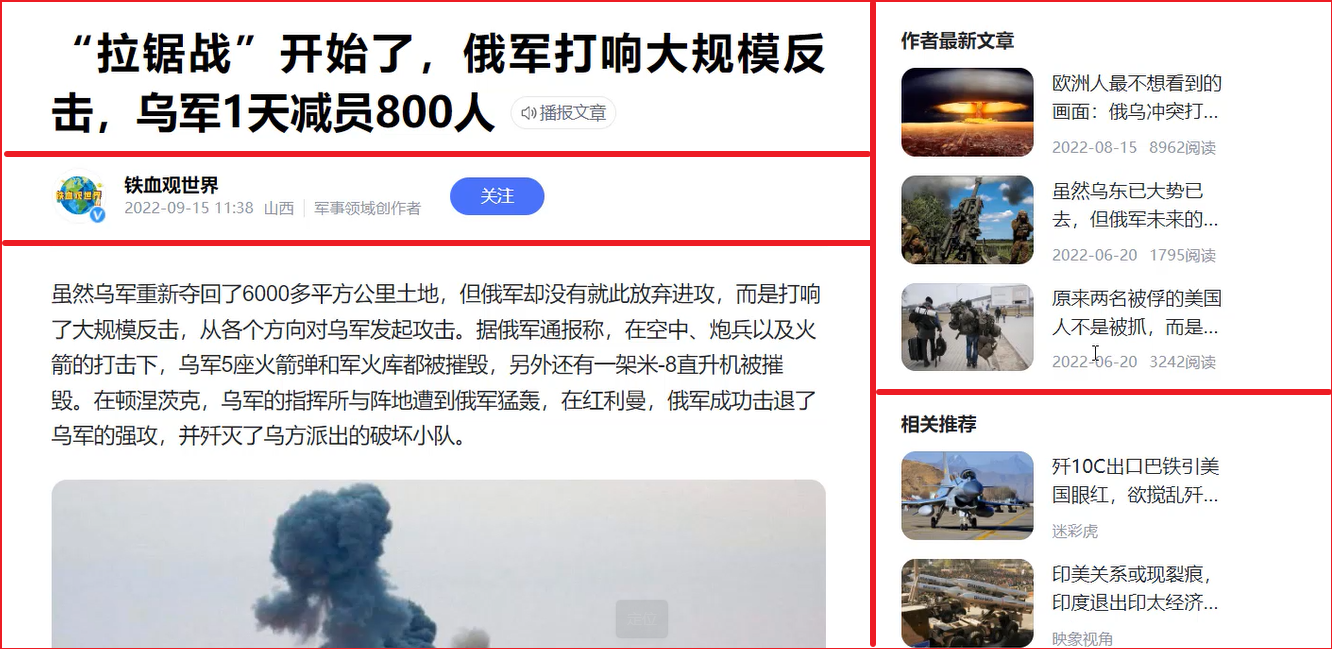 “拉锯战”开始了，俄军打响大规模反
击，乌军1天减员800人 播报文章
铁血观世界
铁血观世界
2022-09-15 11:38 山西 军事领域创作者
关注
虽然乌军重新夺回了6000多平方公里土地，但俄军却没有就此放弃进攻，而是打响
了大规模反击，从各个方向对乌军发起攻击。据俄军通报称，在空中、炮兵以及火
箭的打击下，乌军5座火箭弹和军火库都被摧毁，另外还有一架米-8直升机被摧
毁。在顿涅茨克，乌军的指挥所与阵地遭到俄军猛轰，在红利曼，俄军成功击退了
乌军的强攻，并歼灭了乌方派出的破坏小队。
作者最新文章
欧洲人最不想看到的
画面：俄乌冲突打...
2022-08-15 8962阅读
虽然乌东已大势已
去，但俄军未来的...
2022-06-20 1795阅读
原来两名被俘的美国
人不是被抓，而是...
2022-06-20 3242阅读
相关推荐
歼10C出口巴铁引美
国眼红，欲搅乱歼...
迷彩虎
印美关系或现裂痕，
印度退出印太经济...
映象视角